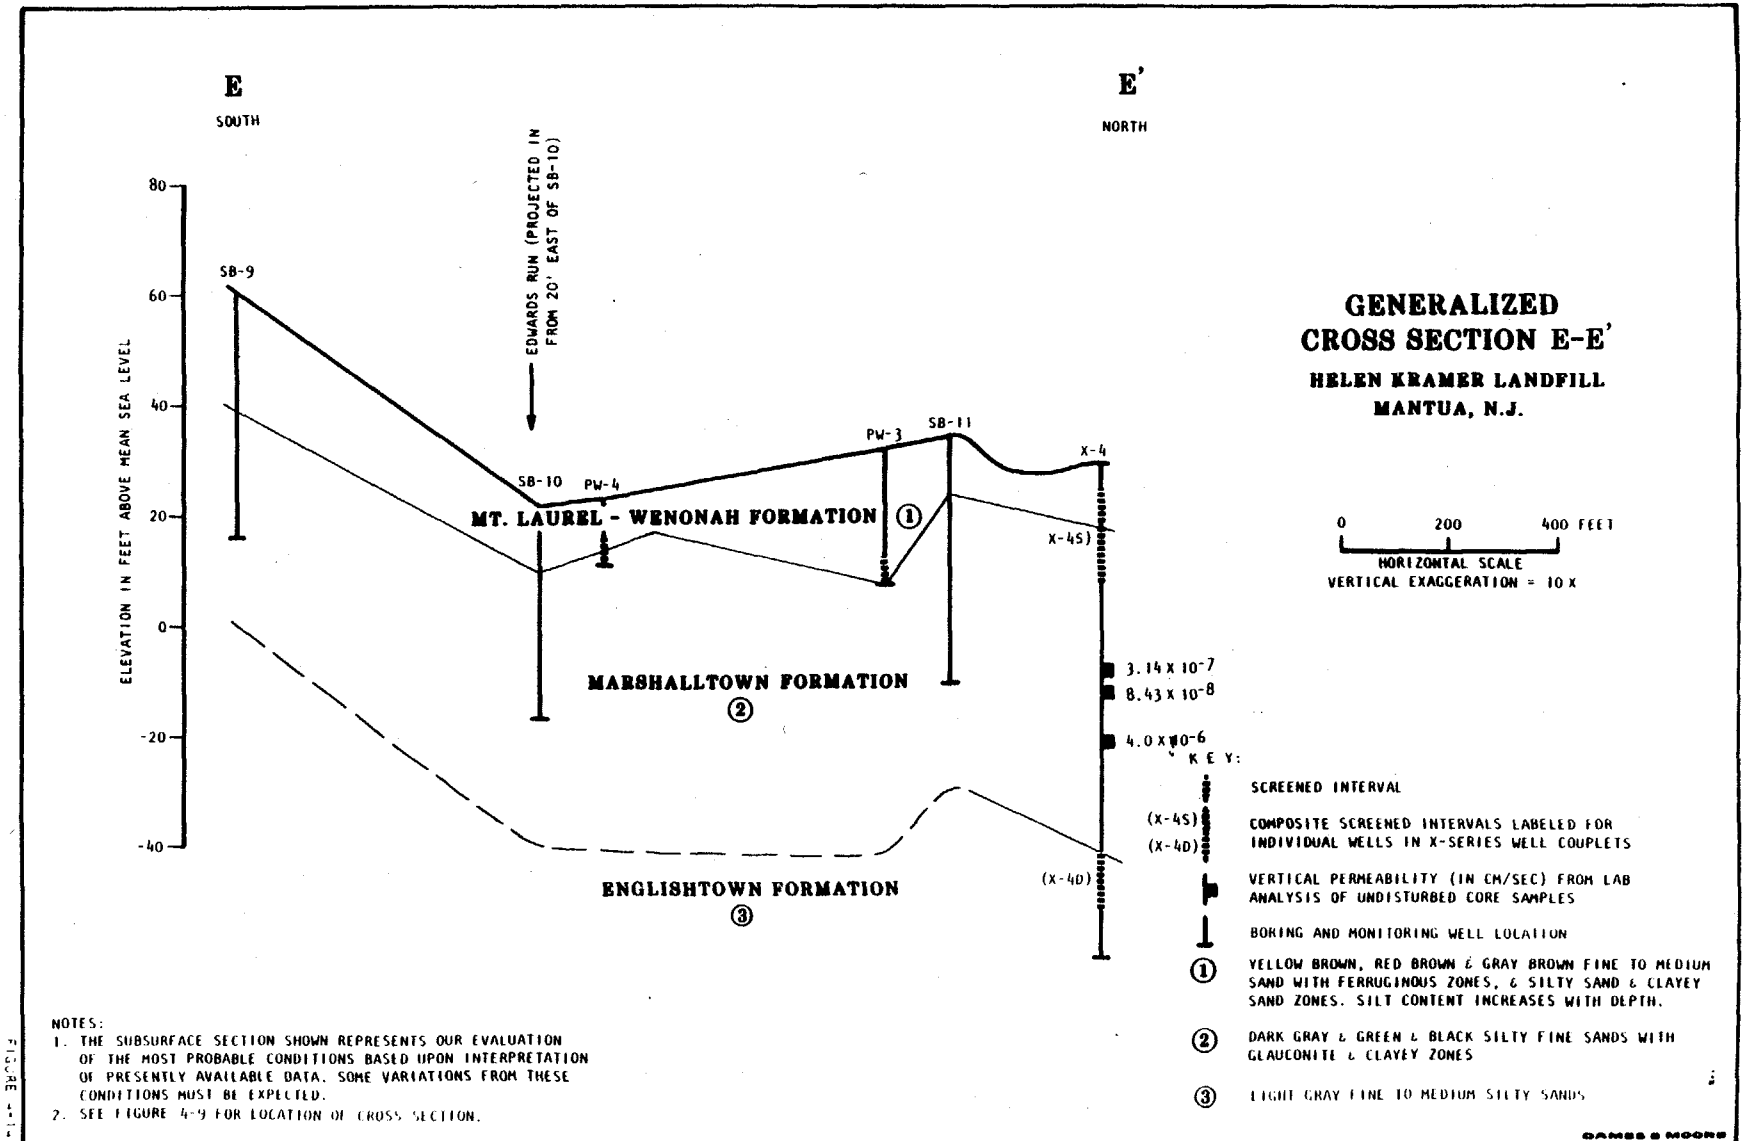 E
SOUTH
E'
NORTH
EDWARDS RUN (PROJECTED IN
FROM 20' EAST OF SB-10)
ELEVATION IN FEET ABOVE MEAN SEA LEVEL
80
60
40
20
0
-20
-40
SB-9
SB-10
PW-4
PW-3
SB-11
X-4
MT. LAUREL - WENONAH FORMATION 1
X-4S)
MARSHALLTOWN FORMATION
2
3.14 X 10-7
8.43 X 10-8
4.0 X 10-6
ENGLISHTOWN FORMATION
3
(X-4D)
GENERALIZED
CROSS SECTION E-E'
HELEN KRAMER LANDFILL
MANTUA, N.J.
0 200 400 FEET
HORIZONTAL SCALE
VERTICAL EXAGGERATION = 10 X
KEY:
SCREENED INTERVAL
(X-4S)
(X-4D)
COMPOSITE SCREENED INTERVALS LABELED FOR
INDIVIDUAL WELLS IN X-SERIES WELL COUPLETS
VERTICAL PERMEABILITY (IN CM/SEC) FROM LAB
ANALYSIS OF UNDISTURBED CORE SAMPLES
BORING AND MONITORING WELL LOCATION
1 YELLOW BROWN, RED BROWN & GRAY BROWN FINE TO MEDIUM
SAND WITH FERRUGINOUS ZONES, & SILTY SAND & CLAYEY
SAND ZONES. SILT CONTENT INCREASES WITH DEPTH.
2 DARK GRAY & GREEN & BLACK SILTY FINE SANDS WITH
GLAUCONITE & CLAYEY ZONES
3 LIGHT GRAY FINE TO MEDIUM SILTY SANDS
NOTES:
1. THE SUBSURFACE SECTION SHOWN REPRESENTS OUR EVALUATION
OF THE MOST PROBABLE CONDITIONS BASED UPON INTERPRETATION
OF PRESENTLY AVAILABLE DATA. SOME VARIATIONS FROM THESE
CONDITIONS MUST BE EXPECTED.
2. SEE FIGURE 4-9 FOR LOCATION OF CROSS SECTION.
FIGURE
DAMES & MOORE